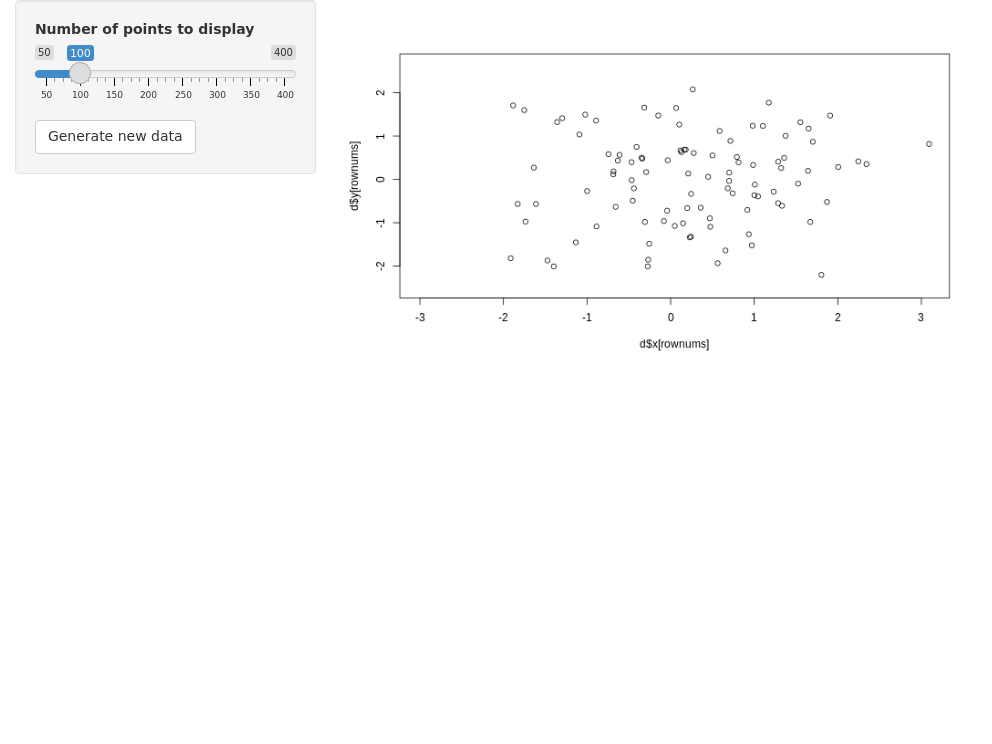 Number of points to display
50 100 400
50 100 150 200 250 300 350 400
Generate new data
d$y[rownums]
2
1
0
-1
-2
-3 -2 -1 0 1 2 3
d$x[rownums]